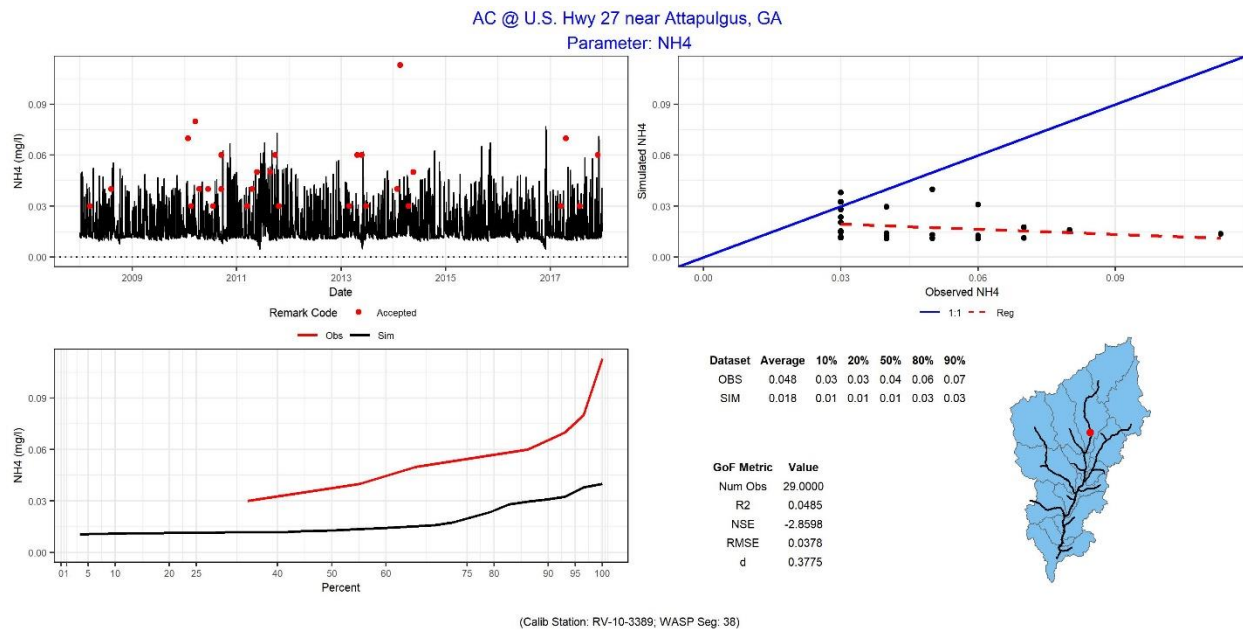 AC @ U.S. Hwy 27 near Attapulgus, GA
Parameter: NH4
NH4 (mg/l)
0.09
0.06
0.03
0.00
2009 2011 2013 2015 2017
Date
Remark Code Accepted
Simulated NH4
0.09
0.06
0.03
0.00
0.00 0.03 0.06 0.09
Observed NH4
1:1 Reg
Obs Sim
NH4 (mg/l)
0.09
0.06
0.03
0.00
0 1 5 10 20 25 40 60 75 80 90 95 100
Percent
Dataset Average 10% 20% 50% 80% 90%
OBS 0.048 0.03 0.03 0.04 0.06 0.07
SIM 0.018 0.01 0.01 0.01 0.03 0.03
GoF Metric Value
Num Obs 29.0000
R2 0.0485
NSE -2.8598
RMSE 0.0378
d 0.3775
(Calib Station: RV-10-3389; WASP Seg: 38)